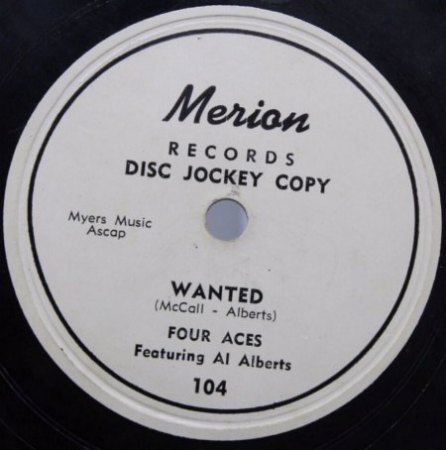 Merion
RECORDS
DISC JOCKEY COPY
Myers Music
Ascap
WANTED
(McCall - Alberts)
FOUR ACES
Featuring Al Alberts
104